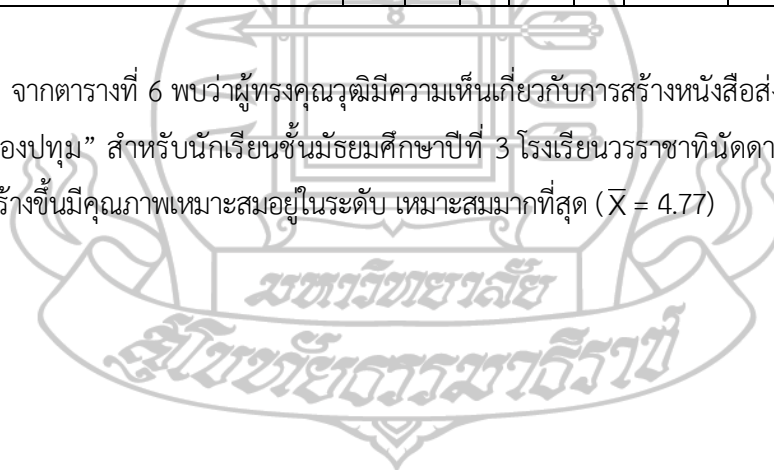 จากตารางที่ 6 พบว่าผู้ทรงคุณวุฒิมีความเห็นเกี่ยวกับการสร้างหนังสือส่ง
องปทุม” สำหรับนักเรียนชั้นมัธยมศึกษาปีที่ 3 โรงเรียนวรราชาทินัดดา
ร้างขึ้นมีคุณภาพเหมาะสมอยู่ในระดับ เหมาะสมมากที่สุด (X̅ = 4.77)
มหาวิทยาลัย
สุโขทัยธรรมาธิราช